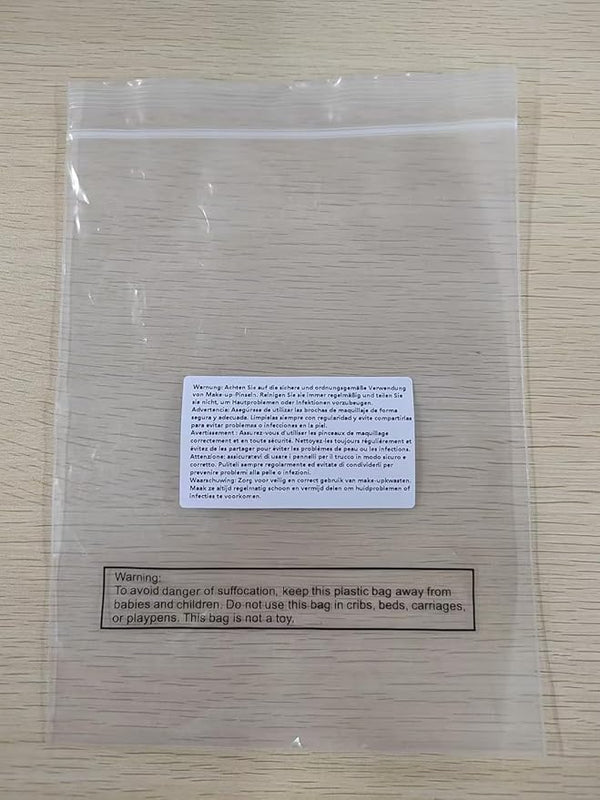 Warnung: Achten Sie auf die sichere und ordnungsgemäße Verwendung
von Make-up-Pinseln. Reinigen Sie sie immer regelmäßig und teilen Sie
sie nicht, um Hautproblemen oder Infektionen vorzubeugen.
Advertencia: Asegúrese de utilizar las brochas de maquillaje de forma
segura y adecuada. Límpielas siempre con regularidad y evite compartirlas
para evitar problemas o infecciones en la piel.
Avertissement : Assurez-vous d'utiliser les pinceaux de maquillage
correctement et en toute sécurité. Nettoyez-les toujours régulièrement et
évitez de les partager pour éviter les problèmes de peau ou les infections.
Attenzione: assicuratevi di usare i pennelli per il trucco in modo sicuro e
corretto. Puliteli sempre regolarmente ed evitate di condividerli per
prevenire problemi alla pelle o infezioni.
Waarschuwing: Zorg voor veilig en correct gebruik van make-upkwasten.
Maak ze altijd regelmatig schoon en vermijd delen om huidproblemen of
infecties te voorkomen.
Warning:
To avoid danger of suffocation, keep this plastic bag away from
babies and children. Do not use this bag in cribs, beds, carriages,
or playpens. This bag is not a toy.